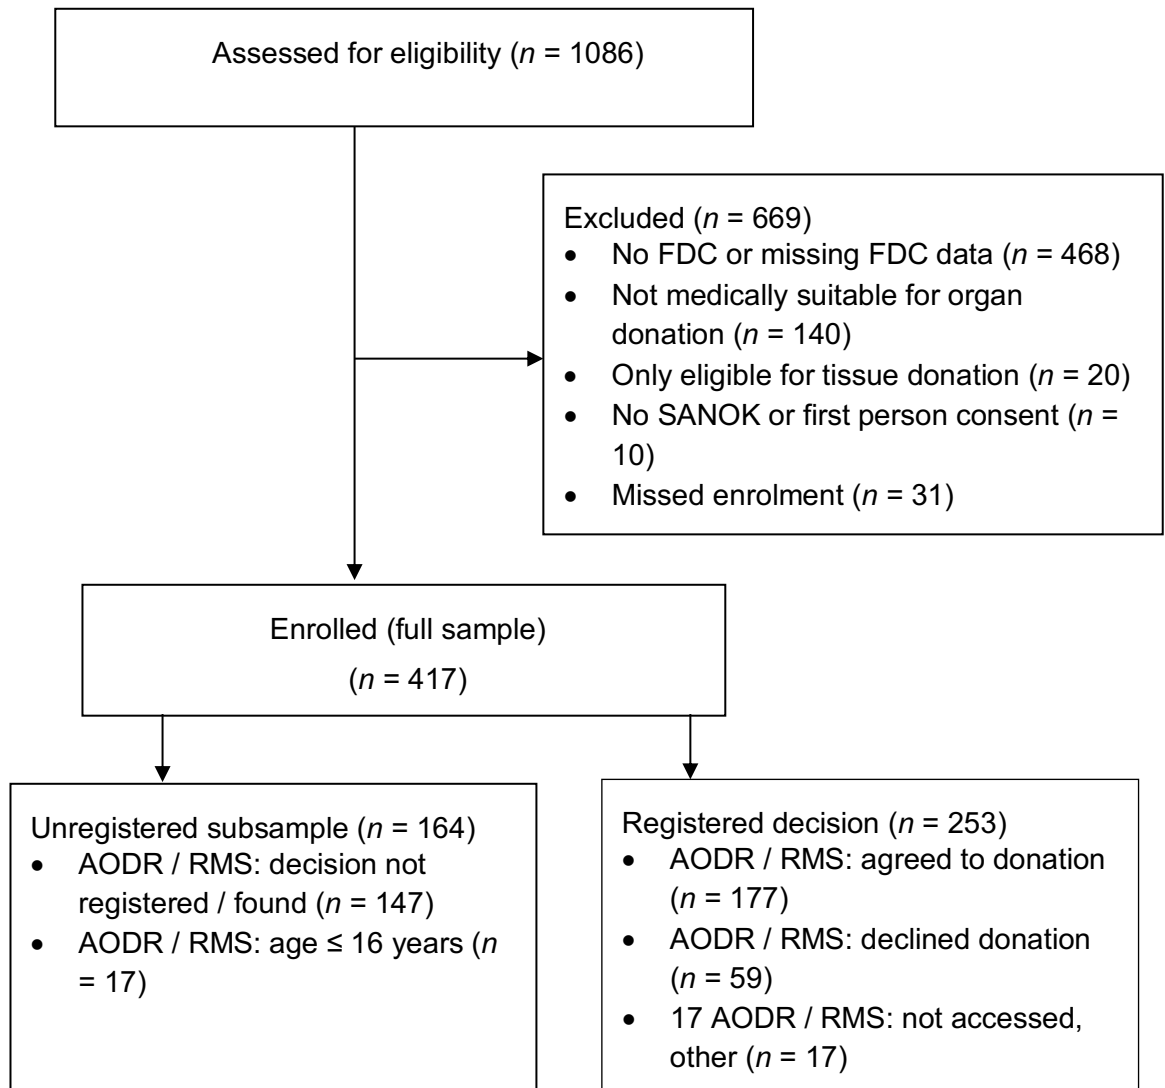 Assessed for eligibility (n = 1086)
Excluded (n = 669)
• No FDC or missing FDC data (n = 468)
• Not medically suitable for organ
donation (n = 140)
• Only eligible for tissue donation (n = 20)
• No SANOK or first person consent (n =
10)
• Missed enrolment (n = 31)
Enrolled (full sample)
(n = 417)
Unregistered subsample (n = 164)
• AODR / RMS: decision not
registered / found (n = 147)
• AODR / RMS: age ≤ 16 years (n
= 17)
Registered decision (n = 253)
• AODR / RMS: agreed to donation
(n = 177)
• AODR / RMS: declined donation
(n = 59)
• 17 AODR / RMS: not accessed,
other (n = 17)